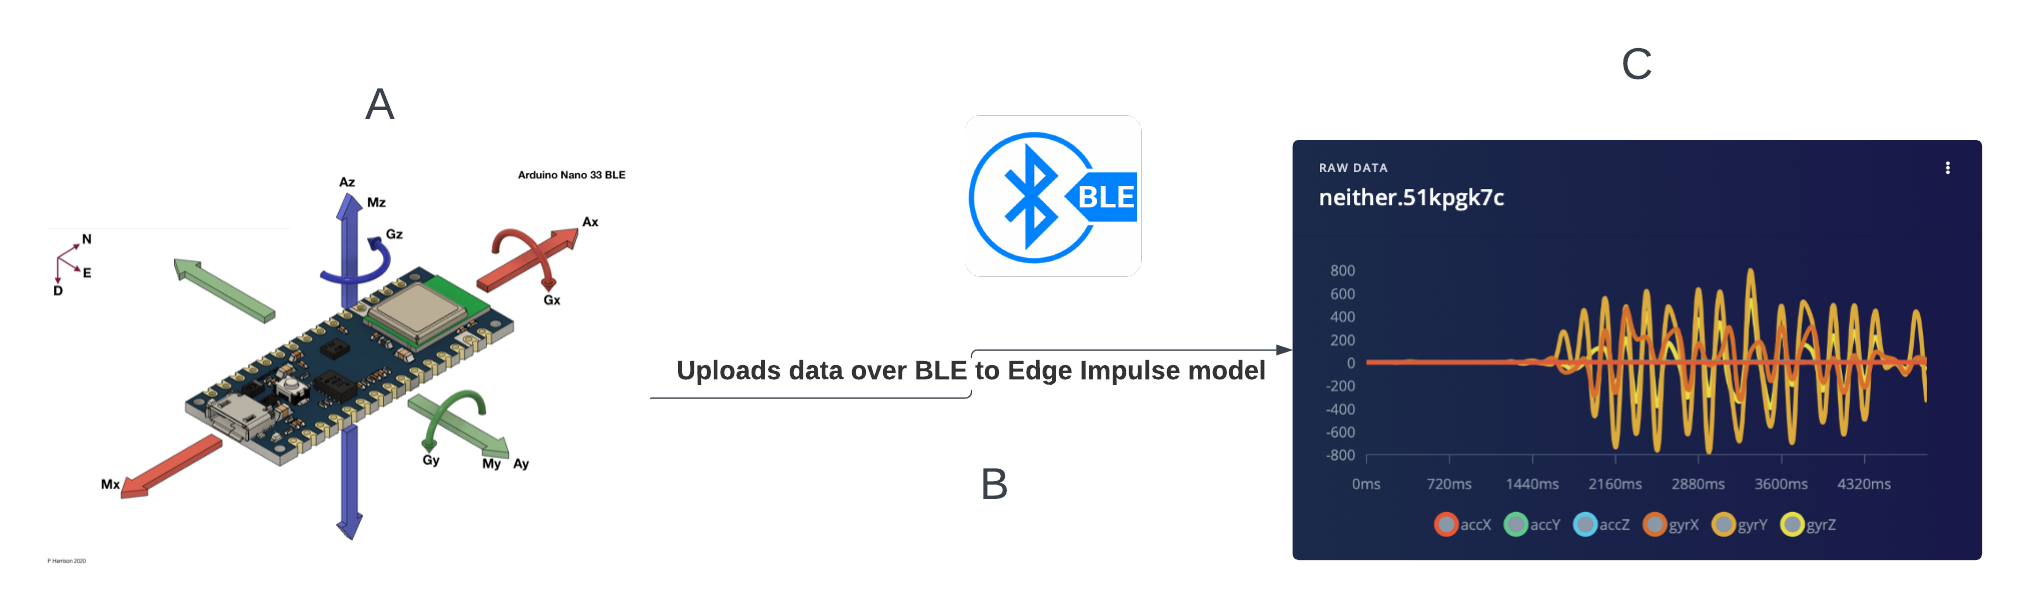 A
Arduino Nano 33 BLE
Az
Mz
Gz
Ax
Gx
N
E
D
Gy
My
Ay
Mx
P Harrison 2020
BLE
Uploads data over BLE to Edge Impulse model
B
C
RAW DATA
neither.51kpgk7c
800
600
400
200
0
-200
-400
-600
-800
0ms 720ms 1440ms 2160ms 2880ms 3600ms 4320ms
accX accY accZ gyrX gyrY gyrZ